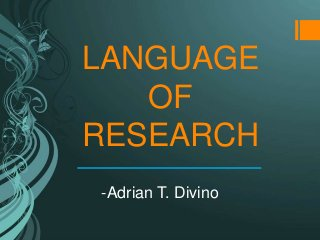 LANGUAGE
OF
RESEARCH
-Adrian T. Divino